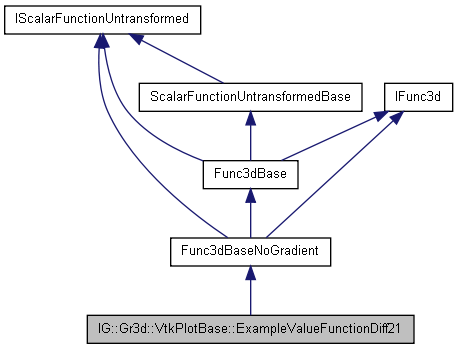 IScalarFunctionUntransformed
ScalarFunctionUntransformedBase
IFunc3d
Func3dBase
Func3dBaseNoGradient
IG::Gr3d::VtkPlotBase::ExampleValueFunctionDiff21